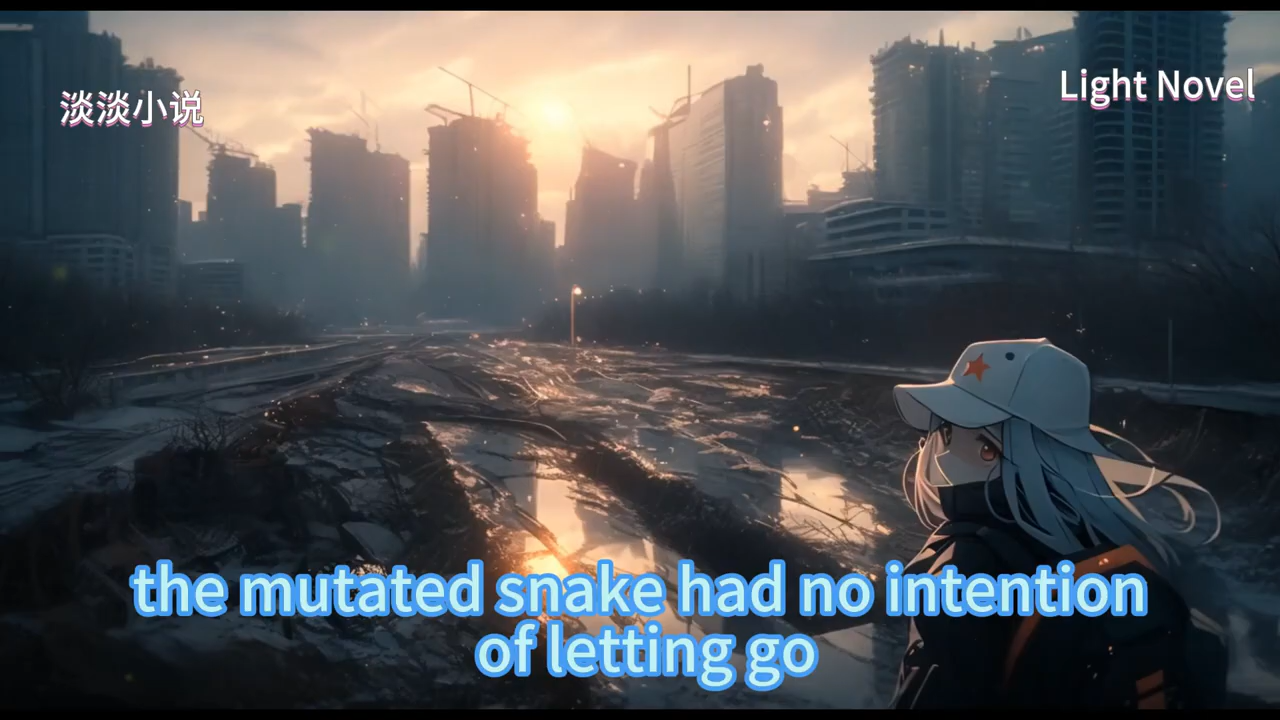 淡淡小说
Light Novel
the mutated snake had no intention
of letting go